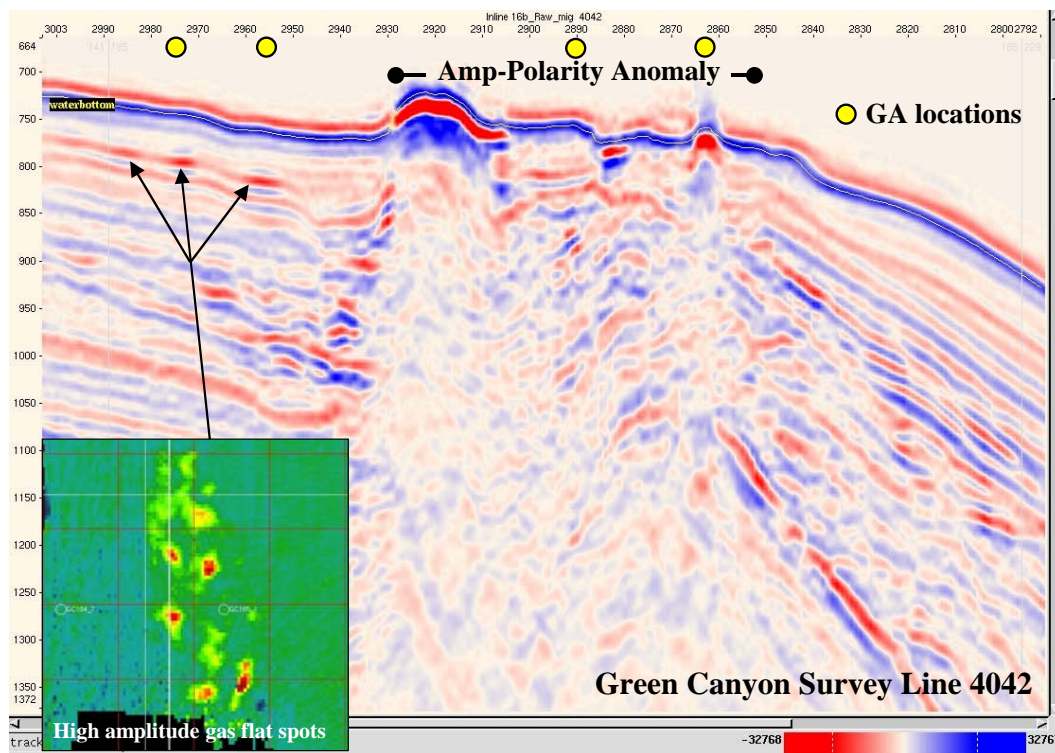 Inline 16b_Raw_mig 4042
3003 2990 2980 2970 2960 2950 2940 2930 2920 2910 2900 2890 2880 2870 2860 2850 2840 2830 2820 2810 2800 2792
664
Amp-Polarity Anomaly
700
waterbottom
GA locations
750
800
850
900
950
1000
1050
1100
1150
1200
1250
1300
1350
1372
Green Canyon Survey Line 4042
High amplitude gas flat spots
track
-32768
3276